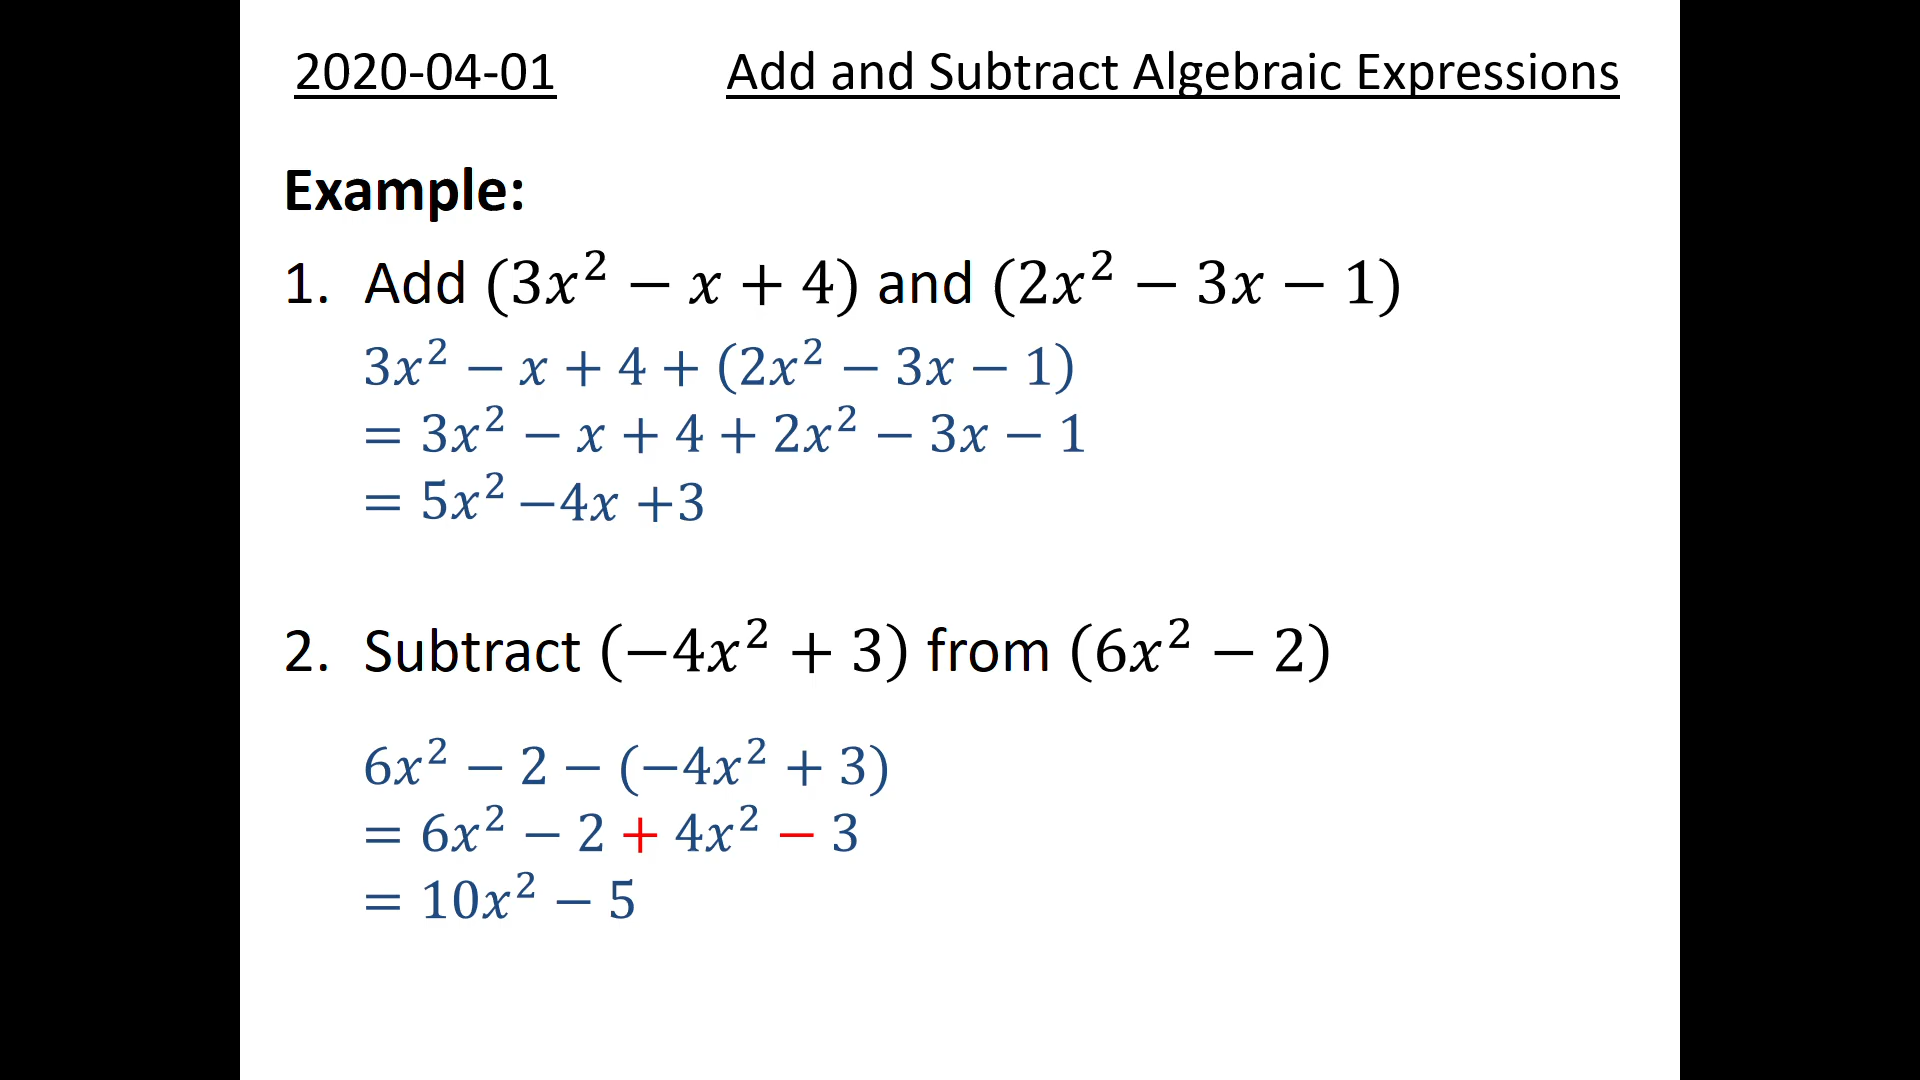 2020-04-01 Add and Subtract Algebraic Expressions
Example:
1. Add (3x² − x + 4) and (2x² − 3x − 1)
3x² − x + 4 + (2x² − 3x − 1)
= 3x² − x + 4 + 2x² − 3x − 1
= 5x² −4x +3
2. Subtract (−4x² + 3) from (6x² − 2)
6x² − 2 − (−4x² + 3)
= 6x² − 2 + 4x² − 3
= 10x² − 5